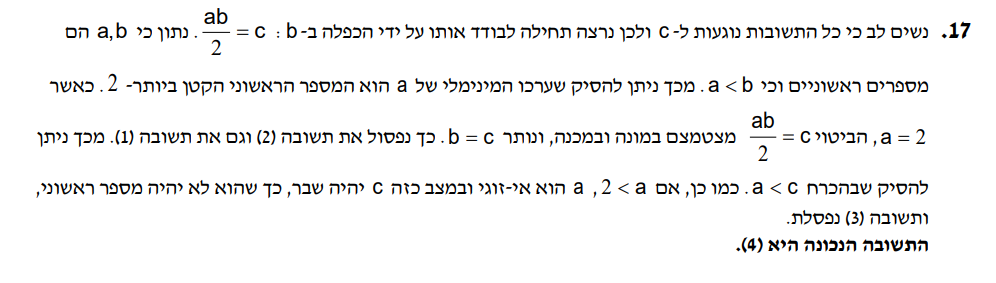 17. נשים לב כי כל התשובות נוגעות ל-c ולכן נרצה תחילה לבודד אותו על ידי הכפלה ב-b : ab/2 = c. נתון כי a,b הם
מספרים ראשוניים וכי a < b. מכך ניתן להסיק שערכו המינימלי של a הוא המספר הראשוני הקטן ביותר- 2. כאשר
a = 2, הביטוי ab/2 = c מצטמצם במונה ובמכנה, ונותר b = c. כך נפסול את תשובה (2) וגם את תשובה (1). מכך ניתן
להסיק שבהכרח a < c. כמו כן, אם 2 < a, a הוא אי-זוגי ובמצב כזה c יהיה שבר, כך שהוא לא יהיה מספר ראשוני,
ותשובה (3) נפסלת.
התשובה הנכונה היא (4).